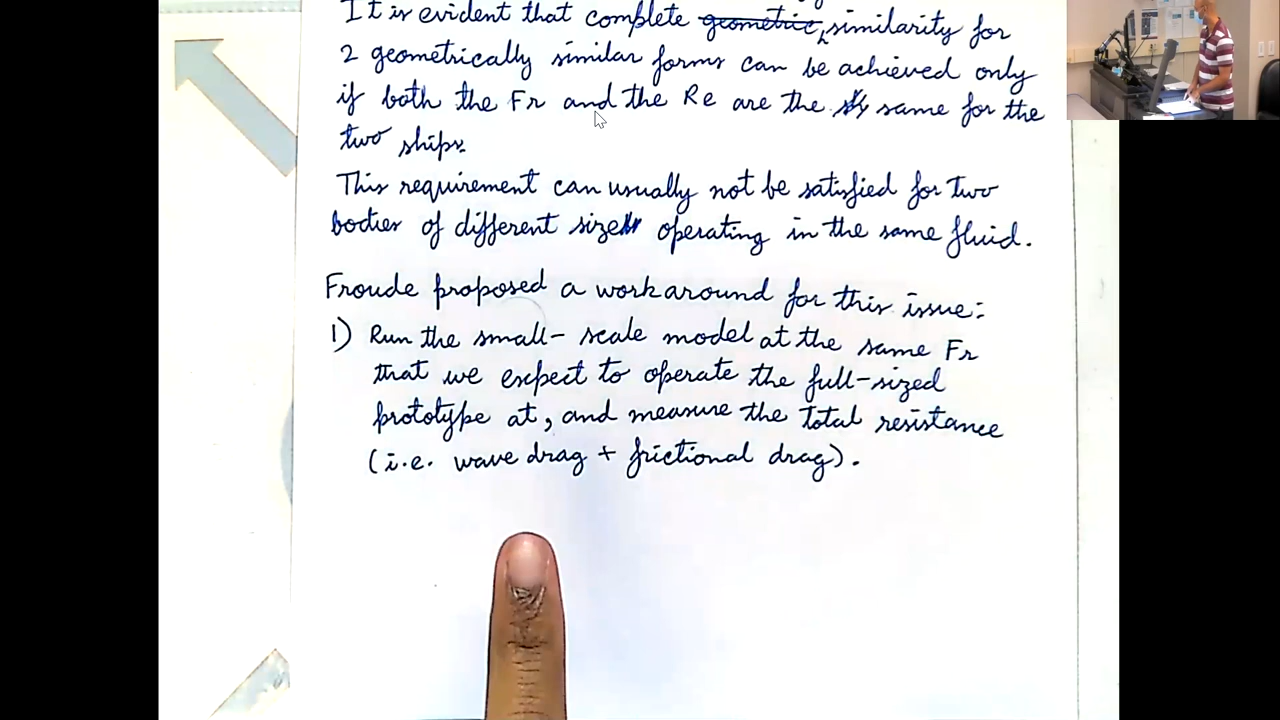 It is evident that complete geometric similarity for
2 geometrically similar forms can be achieved only
if both the Fr and the Re are the same for the
two ships.
This requirement can usually not be satisfied for two
bodies of different size operating in the same fluid.
Froude proposed a workaround for this issue:
1) Run the small-scale model at the same Fr
that we expect to operate the full-sized
prototype at, and measure the total resistance
(i.e. wave drag + frictional drag).